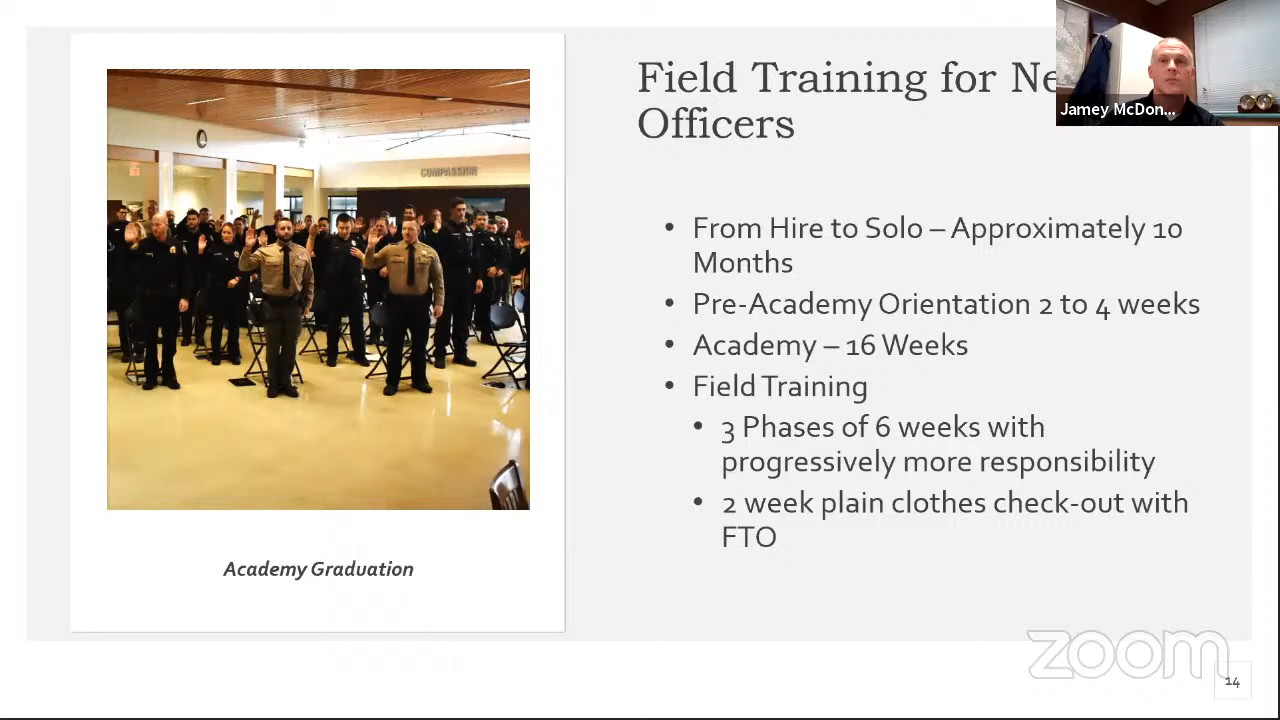 Field Training for Ne
Officers
Jamey McDon...
COMPASSION
From Hire to Solo – Approximately 10
Months
Pre-Academy Orientation 2 to 4 weeks
Academy – 16 Weeks
Field Training
3 Phases of 6 weeks with
progressively more responsibility
2 week plain clothes check-out with
FTO
Academy Graduation
zoom
14